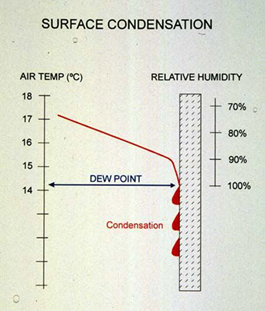 SURFACE CONDENSATION
AIR TEMP (ºC)
RELATIVE HUMIDITY
18
17
16
15
14
70%
80%
90%
100%
DEW POINT
Condensation